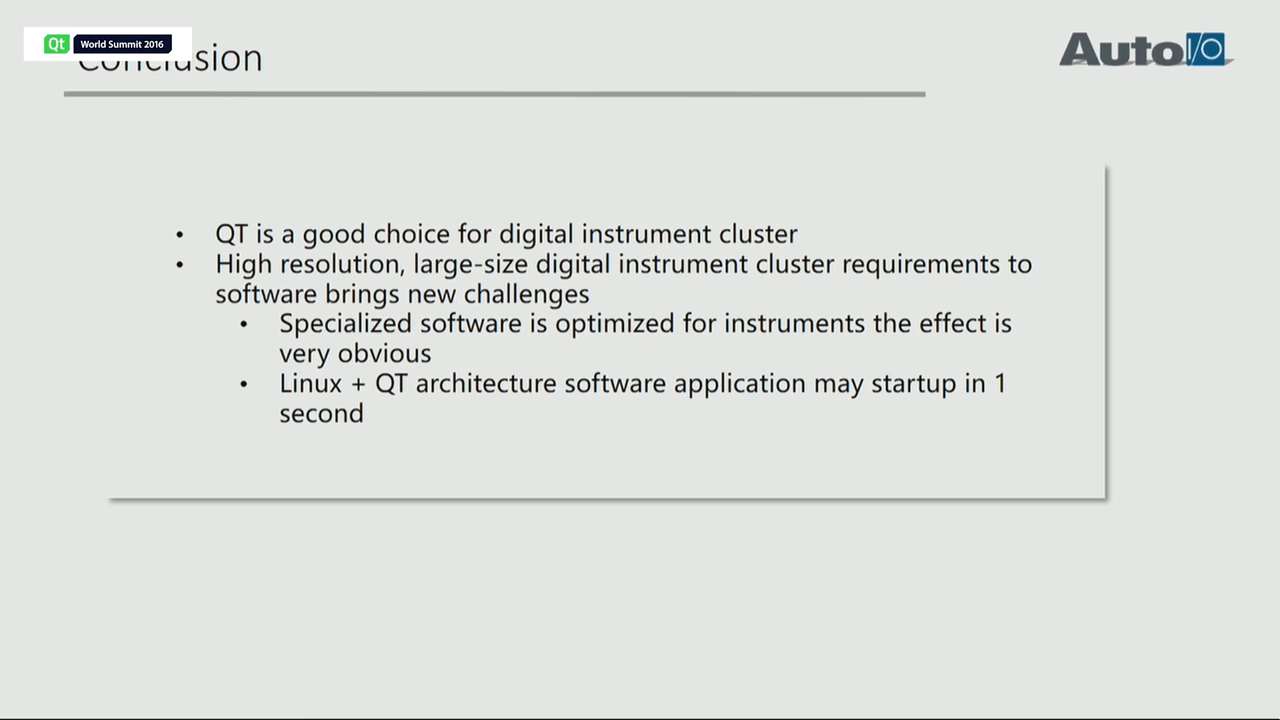 Qt World Summit 2016
Conclusion
Auto I/O
• QT is a good choice for digital instrument cluster
• High resolution, large-size digital instrument cluster requirements to
software brings new challenges
• Specialized software is optimized for instruments the effect is
very obvious
• Linux + QT architecture software application may startup in 1
second